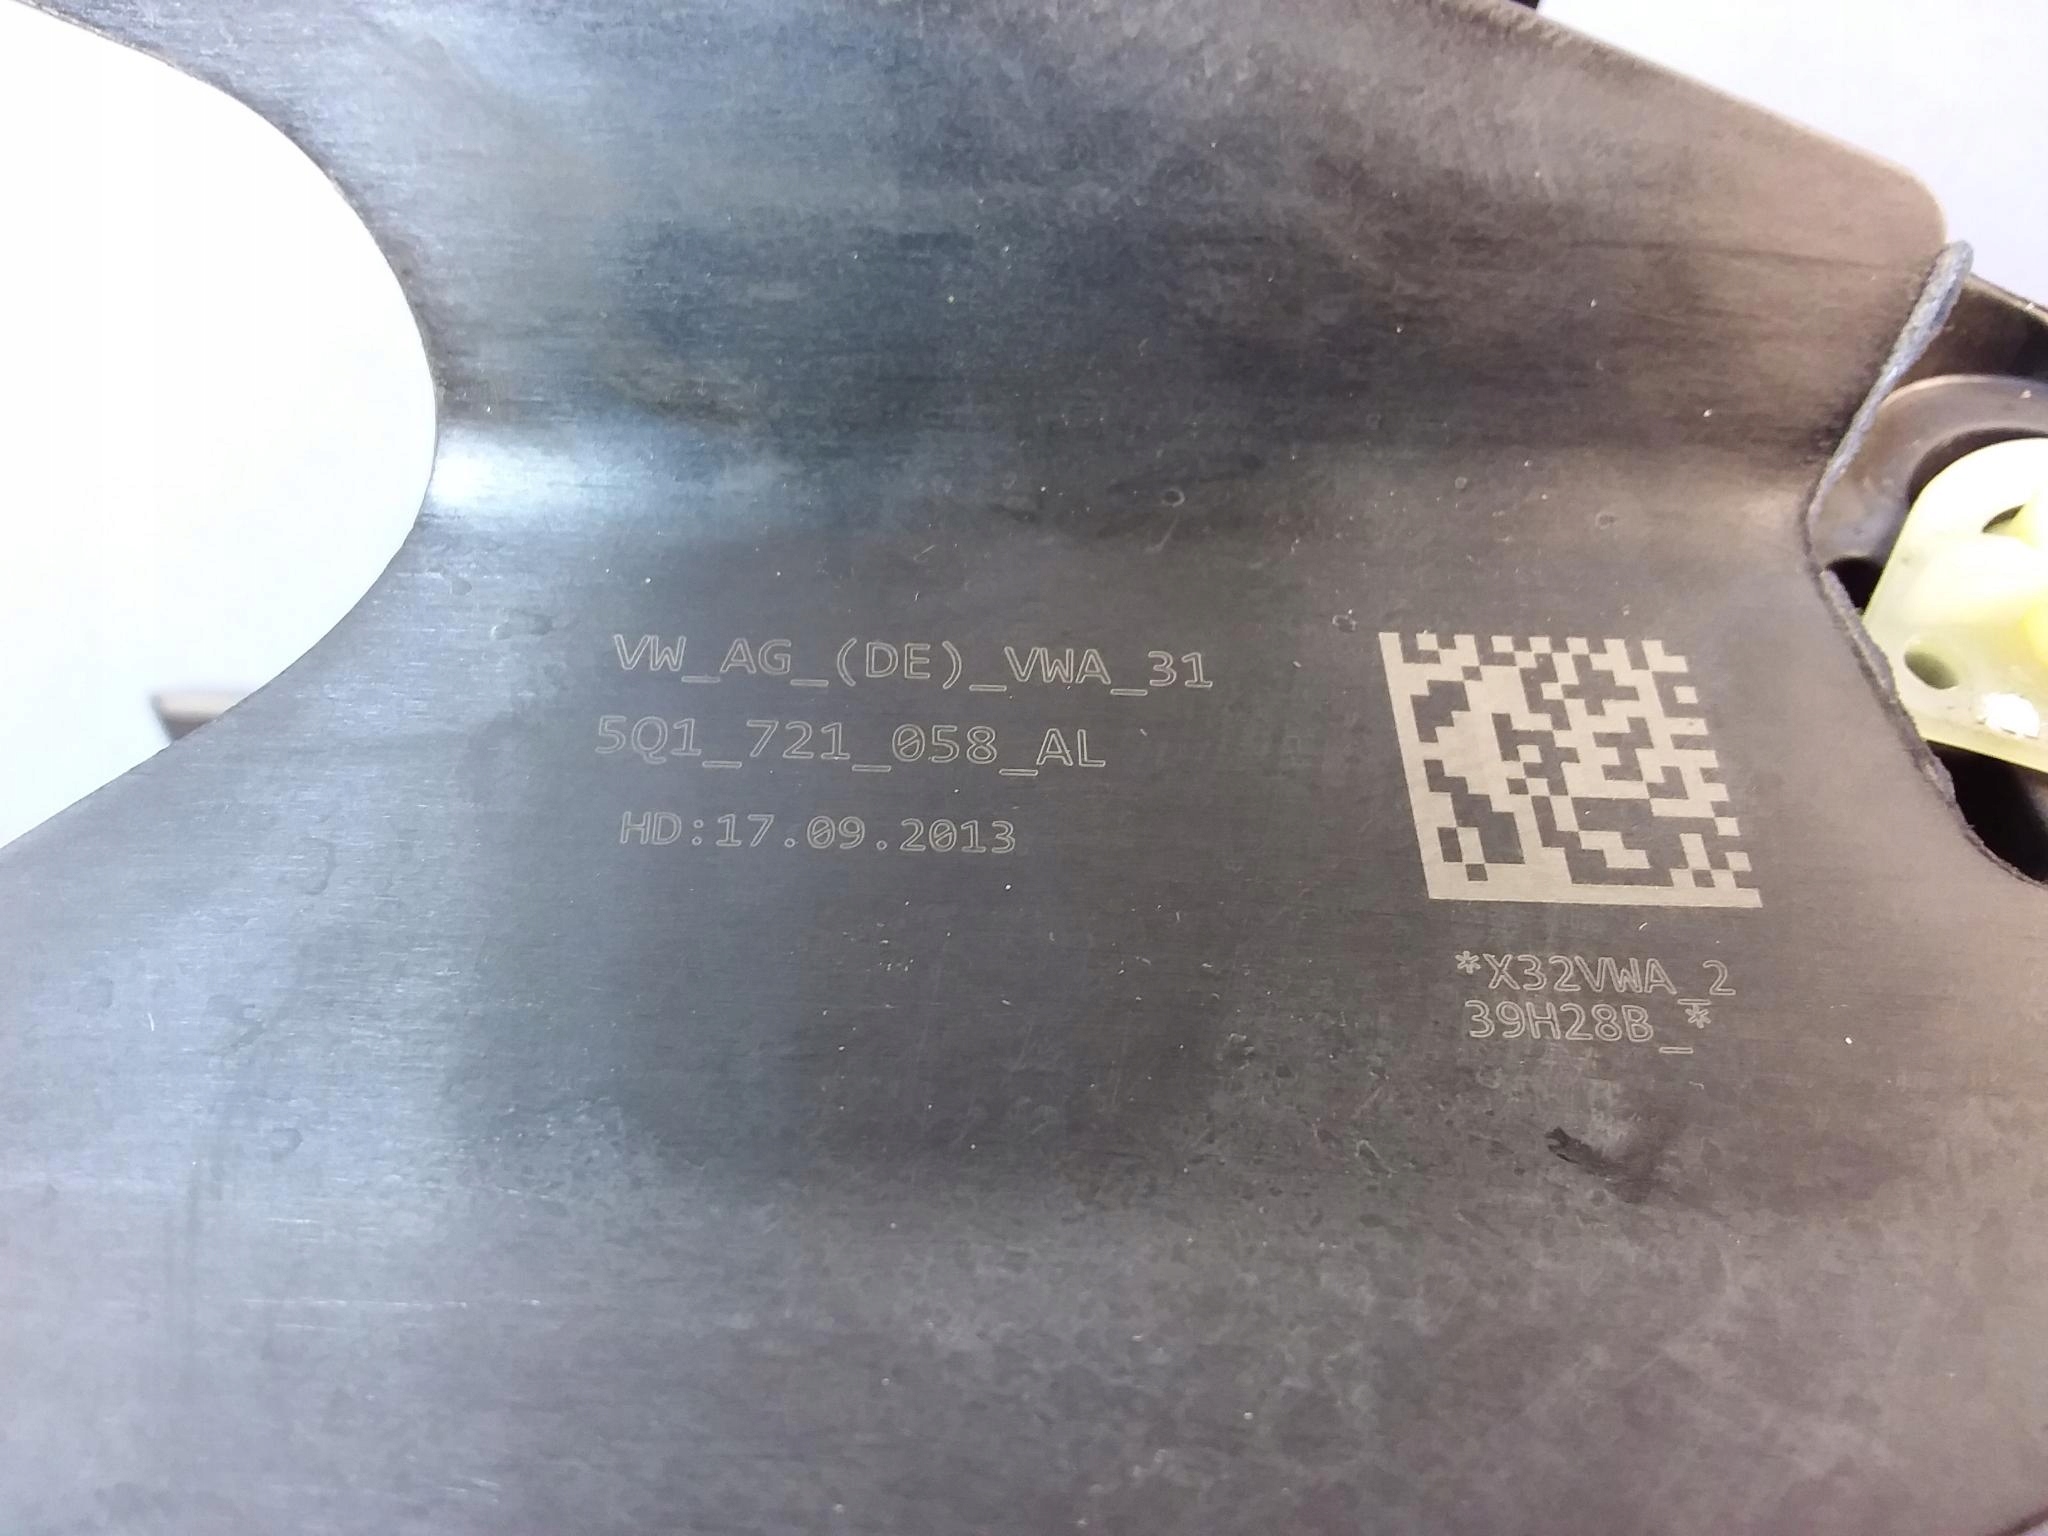 VW_AG_(DE)_VWA_31
5Q1_721_058_AL
HD:17.09.2013
*X32VWA_2
39H28B_*